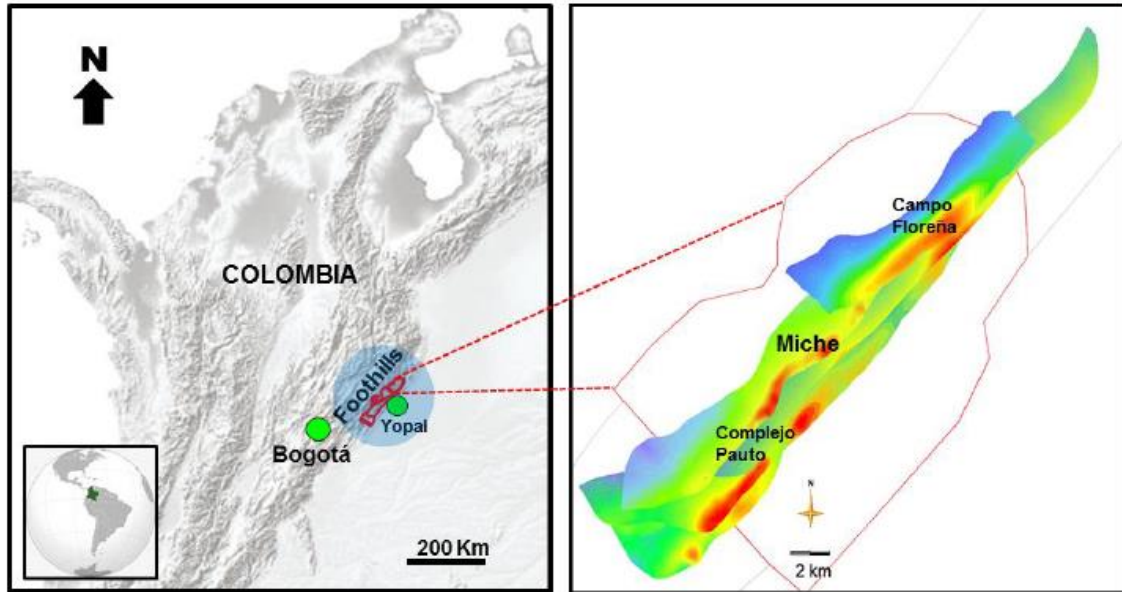 N
COLOMBIA
Foothills
Yopal
Bogotá
200 Km
Campo
Floreña
Miche
Complejo
Pauto
N
2 km